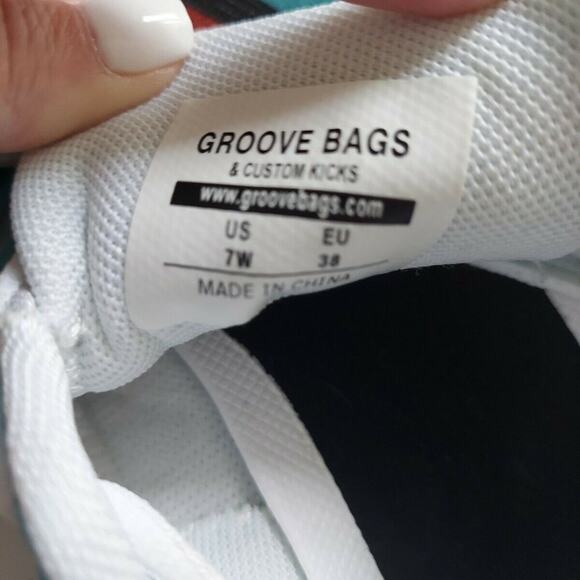 GROOVE BAGS
& CUSTOM KICKS
www.groovebags.com
US EU
7W 38
MADE IN CHINA